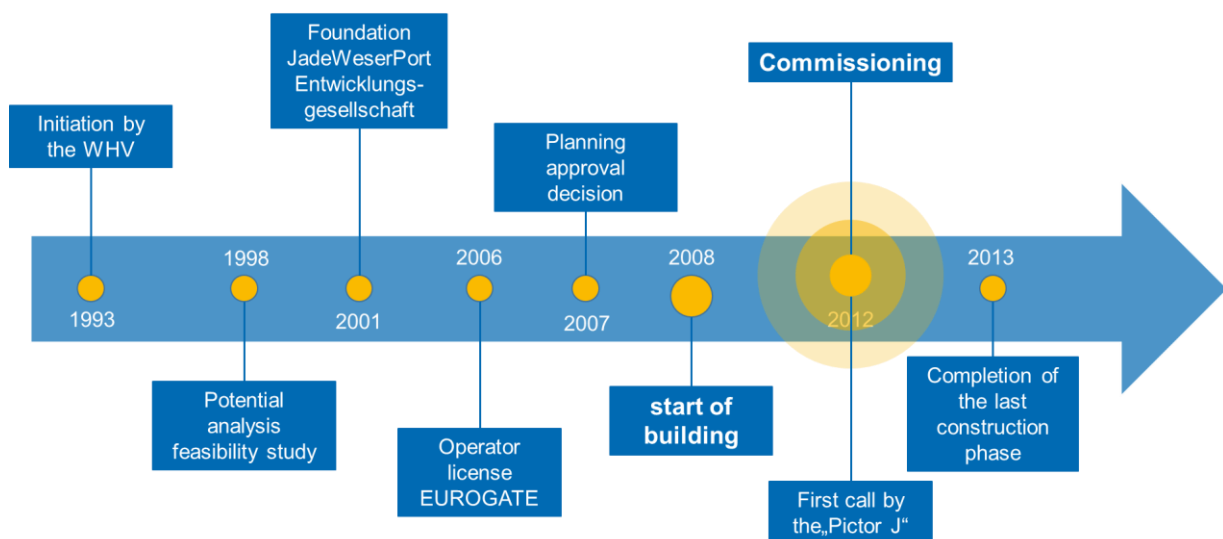 Foundation
JadeWeserPort
Entwicklungs-
gesellschaft
Commissioning
Initiation by
the WHV
Planning
approval
decision
1998
2006
2008
2013
1993
2001
2007
2012
Potential
analysis
feasibility study
Operator
license
EUROGATE
start of
building
Completion of
the last
construction
phase
First call by
the„Pictor J“